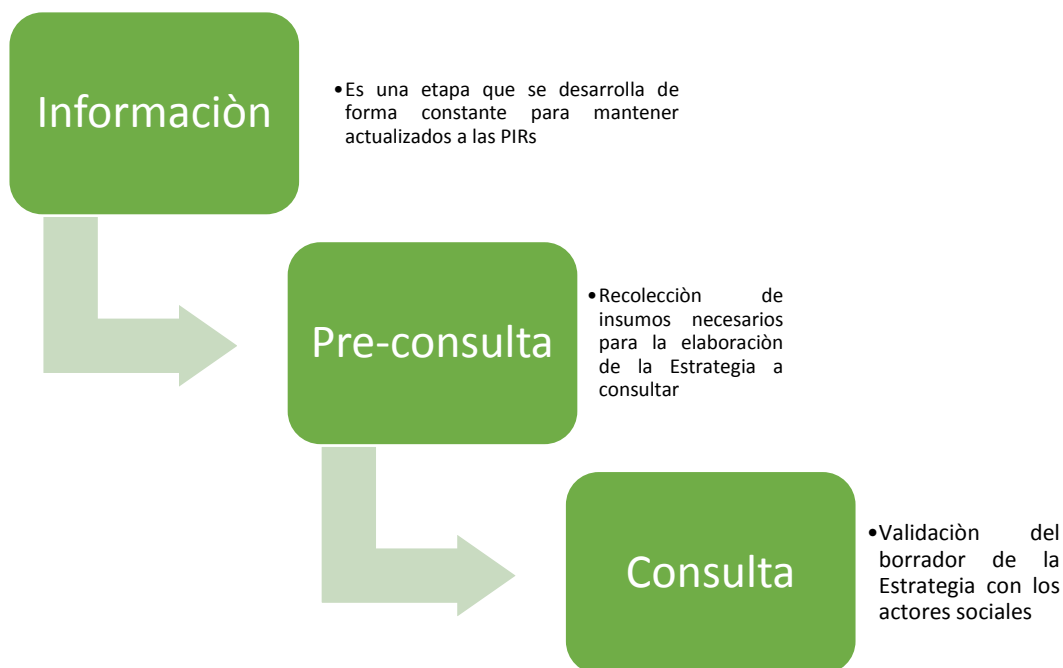 Informaciòn
•Es una etapa que se desarrolla de
forma constante para mantener
actualizados a las PIRs
Pre-consulta
•Recolecciòn de
insumos necesarios
para la elaboraciòn
de la Estrategia a
consultar
Consulta
•Validaciòn del
borrador de la
Estrategia con los
actores sociales